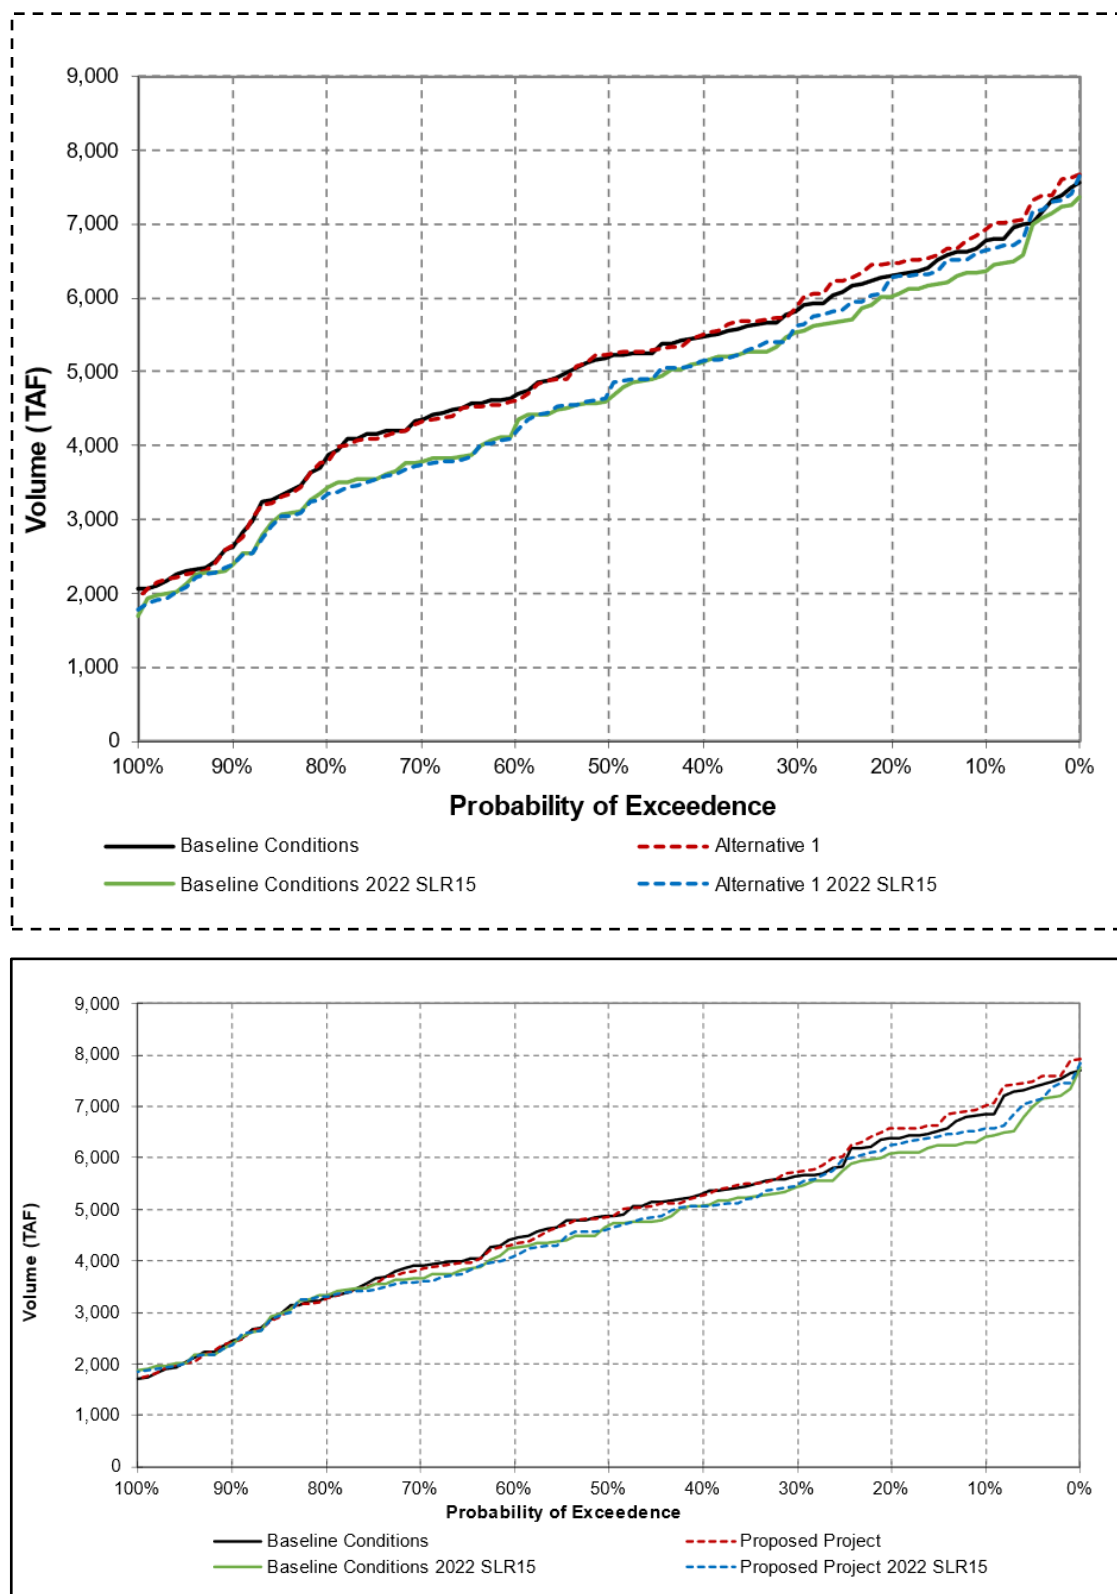 9,000
8,000
7,000
6,000
5,000
4,000
3,000
2,000
1,000
0
Volume (TAF)
100% 90% 80% 70% 60% 50% 40% 30% 20% 10% 0%
Probability of Exceedence
Baseline Conditions Alternative 1
Baseline Conditions 2022 SLR15 Alternative 1 2022 SLR15
9,000
8,000
7,000
6,000
5,000
4,000
3,000
2,000
1,000
0
Volume (TAF)
100% 90% 80% 70% 60% 50% 40% 30% 20% 10% 0%
Probability of Exceedence
Baseline Conditions Proposed Project
Baseline Conditions 2022 SLR15 Proposed Project 2022 SLR15